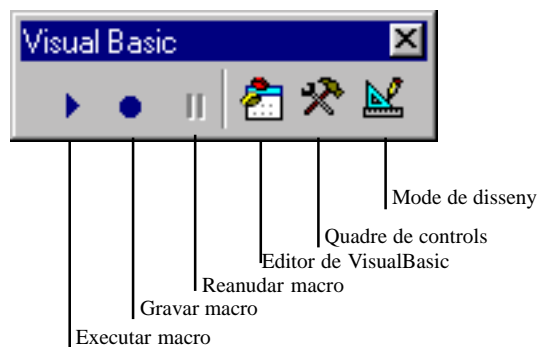 Visual Basic
Mode de disseny
Quadre de controls
Editor de VisualBasic
Reanudar macro
Gravar macro
Executar macro